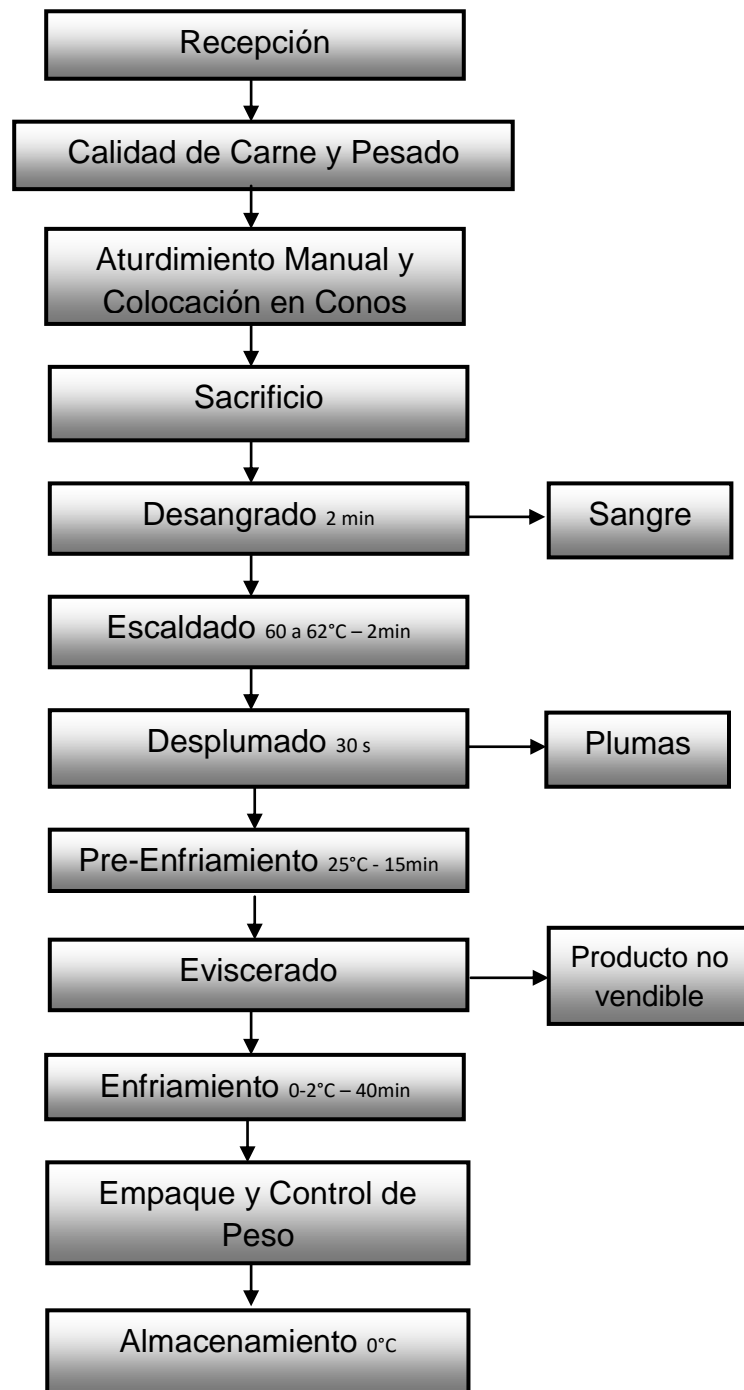 Recepción
Calidad de Carne y Pesado
Aturdimiento Manual y
Colocación en Conos
Sacrificio
Desangrado 2 min
Sangre
Escaldado 60 a 62°C – 2min
Desplumado 30 s
Plumas
Pre-Enfriamiento 25°C - 15min
Eviscerado
Producto no
vendible
Enfriamiento 0-2°C – 40min
Empaque y Control de
Peso
Almacenamiento 0°C